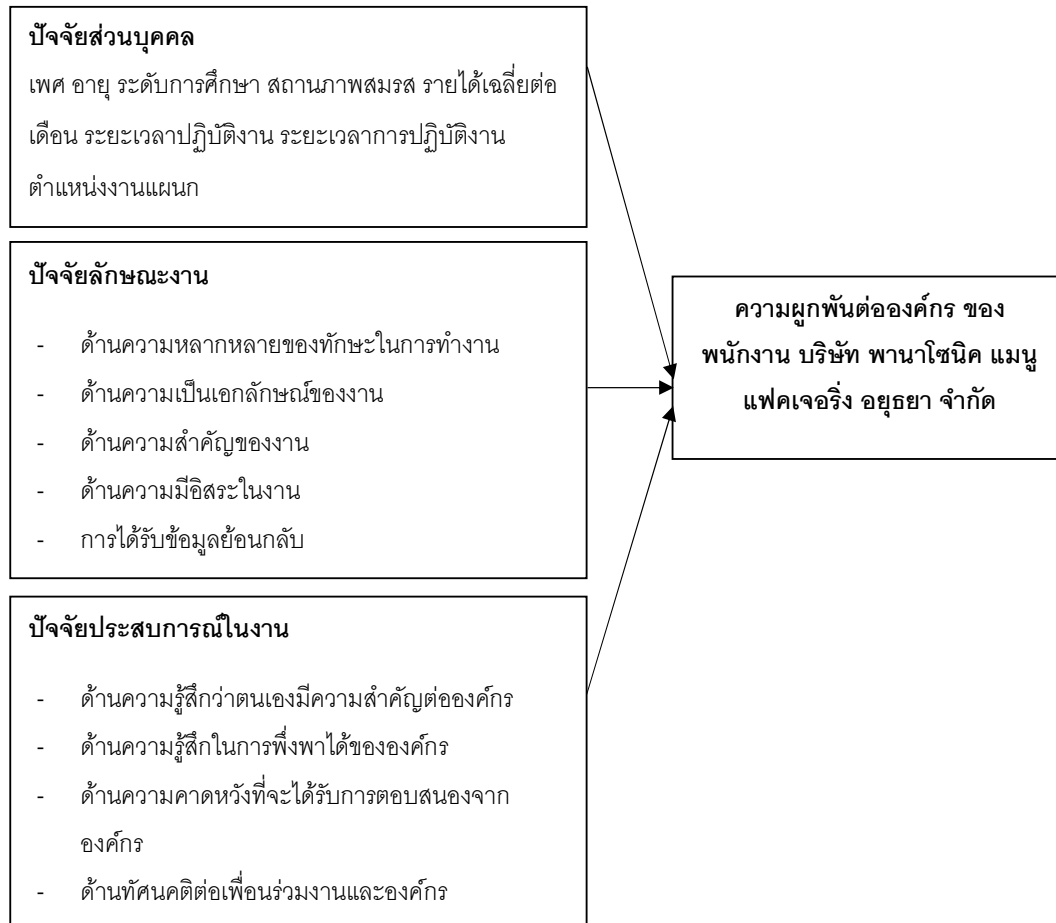 ปัจจัยส่วนบุคคล
เพศ อายุ ระดับการศึกษา สถานภาพสมรส รายได้เฉลี่ยต่อ
เดือน ระยะเวลาปฏิบัติงาน ระยะเวลาการปฏิบัติงาน
ตำแหน่งงานแผนก
ปัจจัยลักษณะงาน
- ด้านความหลากหลายของทักษะในการทำงาน
- ด้านความเป็นเอกลักษณ์ของงาน
- ด้านความสำคัญของงาน
- ด้านความมีอิสระในงาน
- การได้รับข้อมูลย้อนกลับ
ปัจจัยประสบการณ์ในงาน
- ด้านความรู้สึกว่าตนเองมีความสำคัญต่อองค์กร
- ด้านความรู้สึกในการพึ่งพาได้ขององค์กร
- ด้านความคาดหวังที่จะได้รับการตอบสนองจาก
องค์กร
- ด้านทัศนคติต่อเพื่อนร่วมงานและองค์กร
ความผูกพันต่อองค์กร ของ
พนักงาน บริษัท พานาโซนิค แมนู
แฟคเจอริ่ง อยุธยา จำกัด